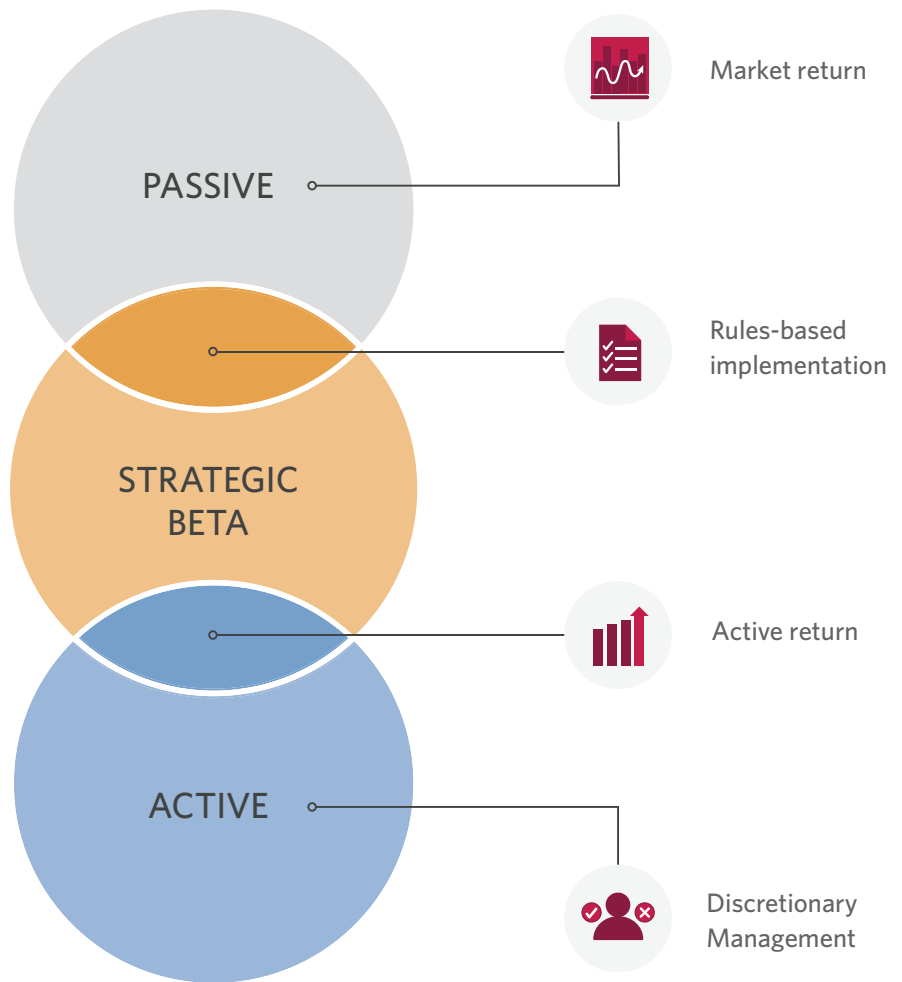 PASSIVE
Market return
Rules-based
implementation
STRATEGIC
BETA
Active return
ACTIVE
Discretionary
Management